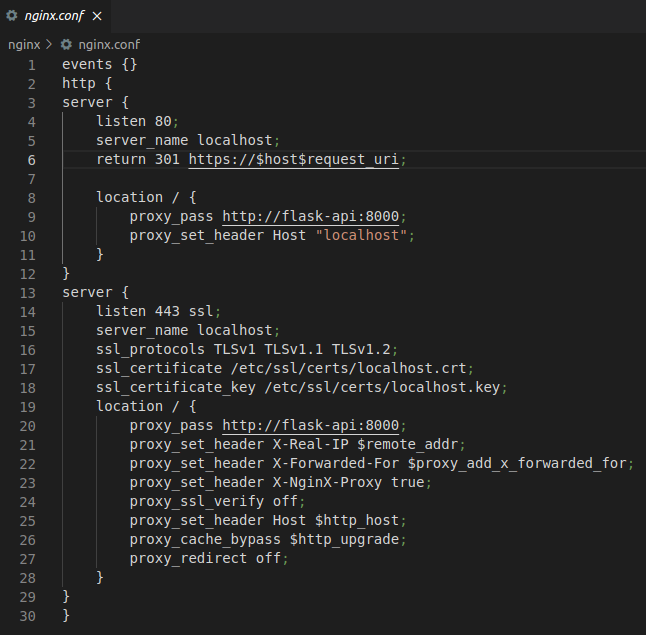 nginx.conf ×
nginx > nginx.conf
1 events {}
2 http {
3 server {
4     listen 80;
5     server_name localhost;
6     return 301 https://$host$request_uri;
7
8     location / {
9         proxy_pass http://flask-api:8000;
10         proxy_set_header Host "localhost";
11     }
12 }
13 server {
14     listen 443 ssl;
15     server_name localhost;
16     ssl_protocols TLSv1 TLSv1.1 TLSv1.2;
17     ssl_certificate /etc/ssl/certs/localhost.crt;
18     ssl_certificate_key /etc/ssl/certs/localhost.key;
19     location / {
20         proxy_pass http://flask-api:8000;
21         proxy_set_header X-Real-IP $remote_addr;
22         proxy_set_header X-Forwarded-For $proxy_add_x_forwarded_for;
23         proxy_set_header X-NginX-Proxy true;
24         proxy_ssl_verify off;
25         proxy_set_header Host $http_host;
26         proxy_cache_bypass $http_upgrade;
27         proxy_redirect off;
28     }
29 }
30 }